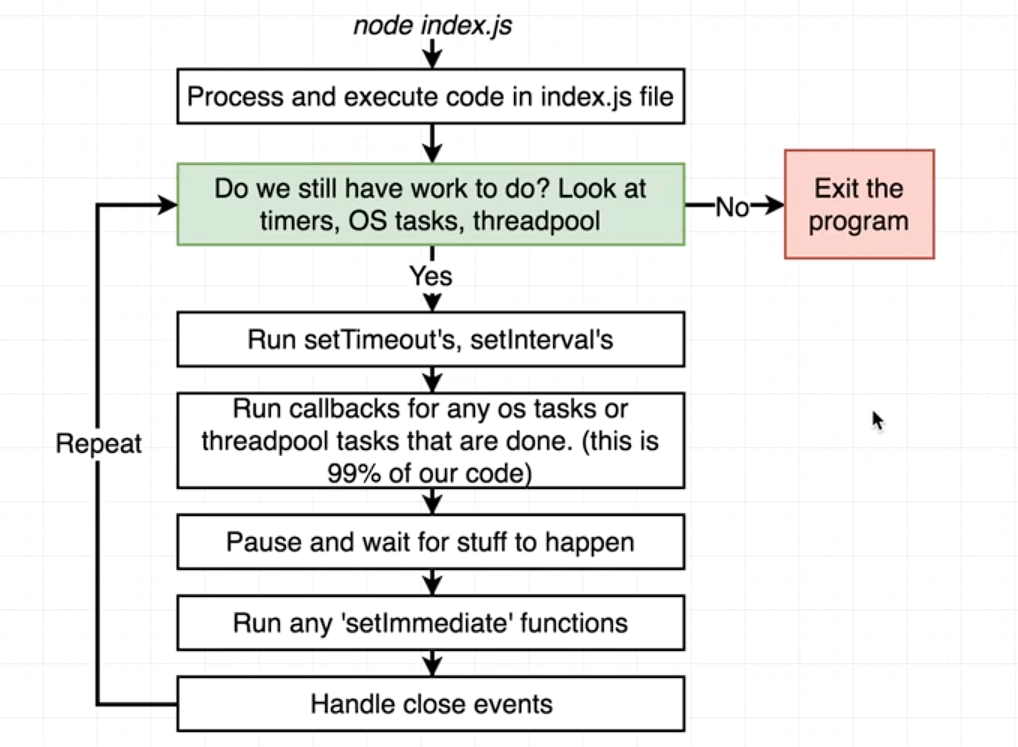 node index.js
Process and execute code in index.js file
Do we still have work to do? Look at
timers, OS tasks, threadpool
No
Exit the
program
Yes
Run setTimeout's, setInterval's
Run callbacks for any os tasks or
threadpool tasks that are done. (this is
99% of our code)
Repeat
Pause and wait for stuff to happen
Run any 'setImmediate' functions
Handle close events